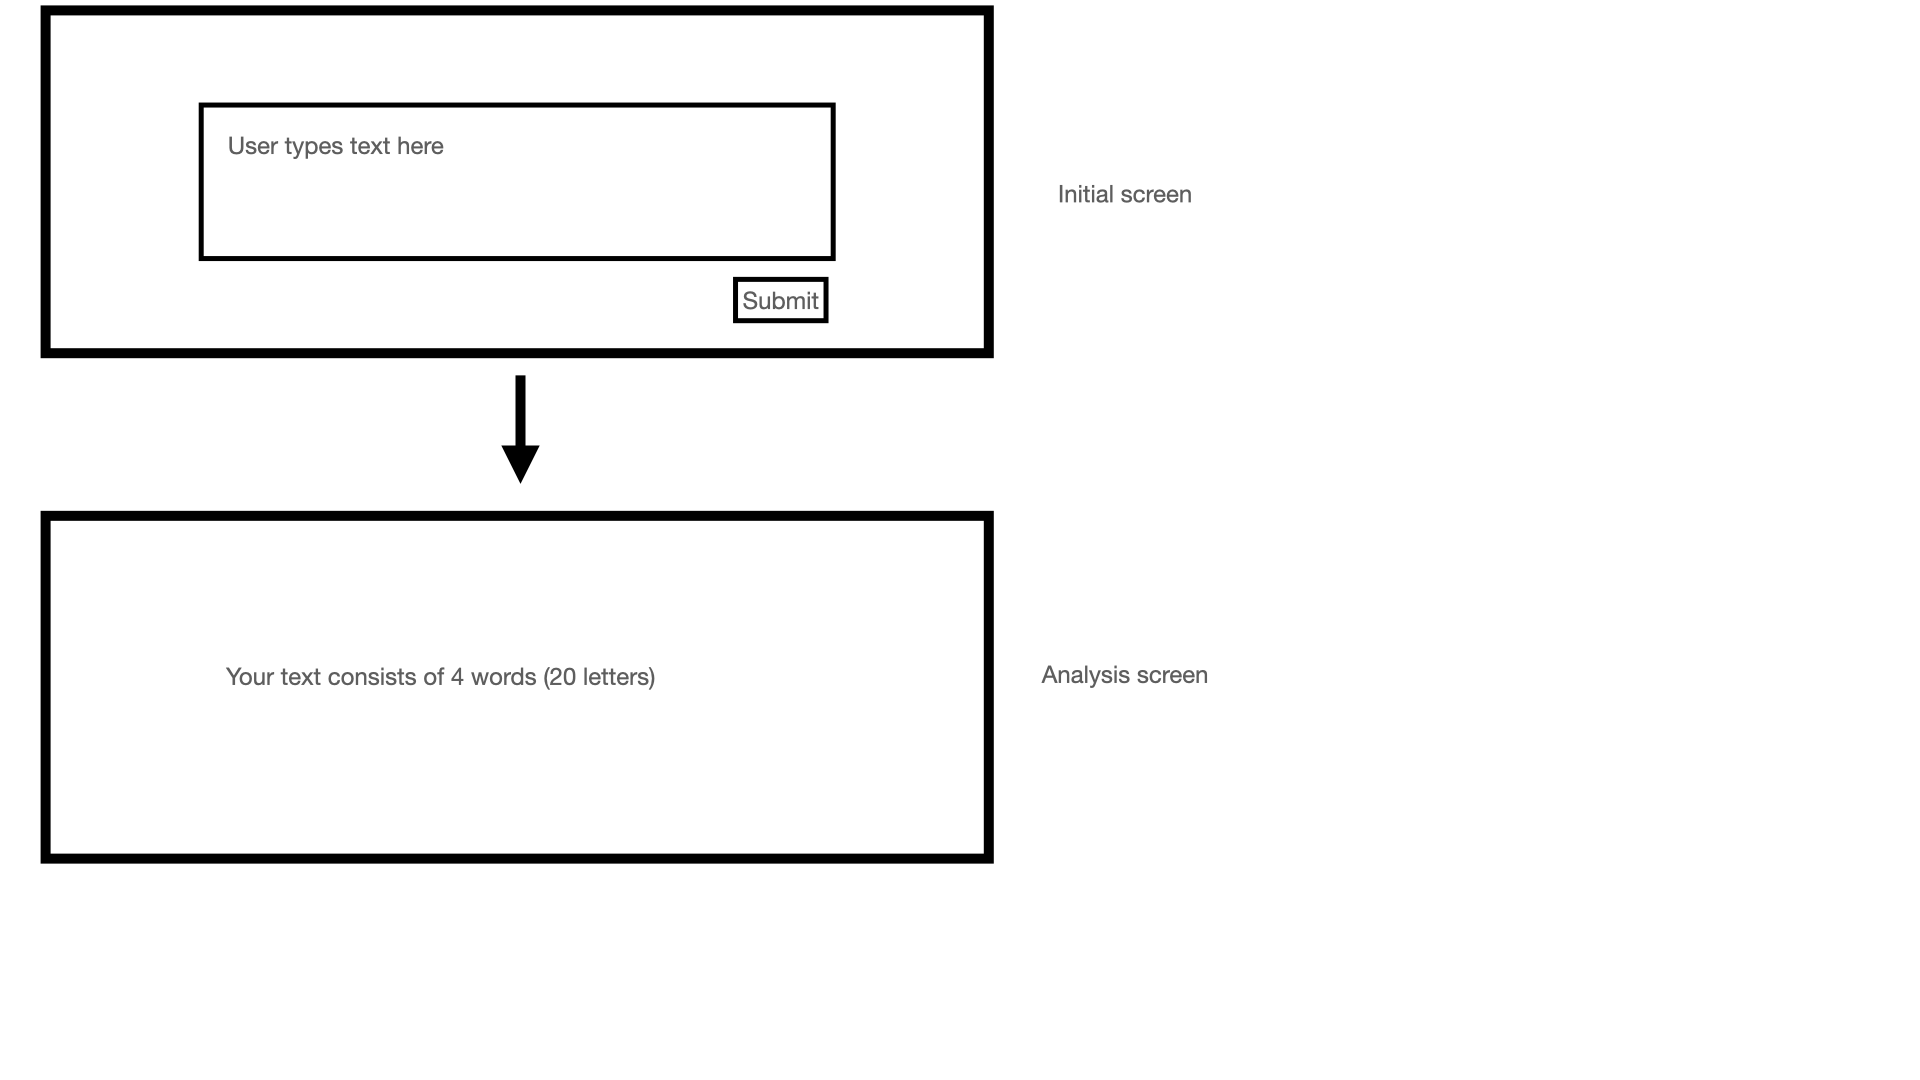 User types text here
Initial screen
Submit
Your text consists of 4 words (20 letters)
Analysis screen